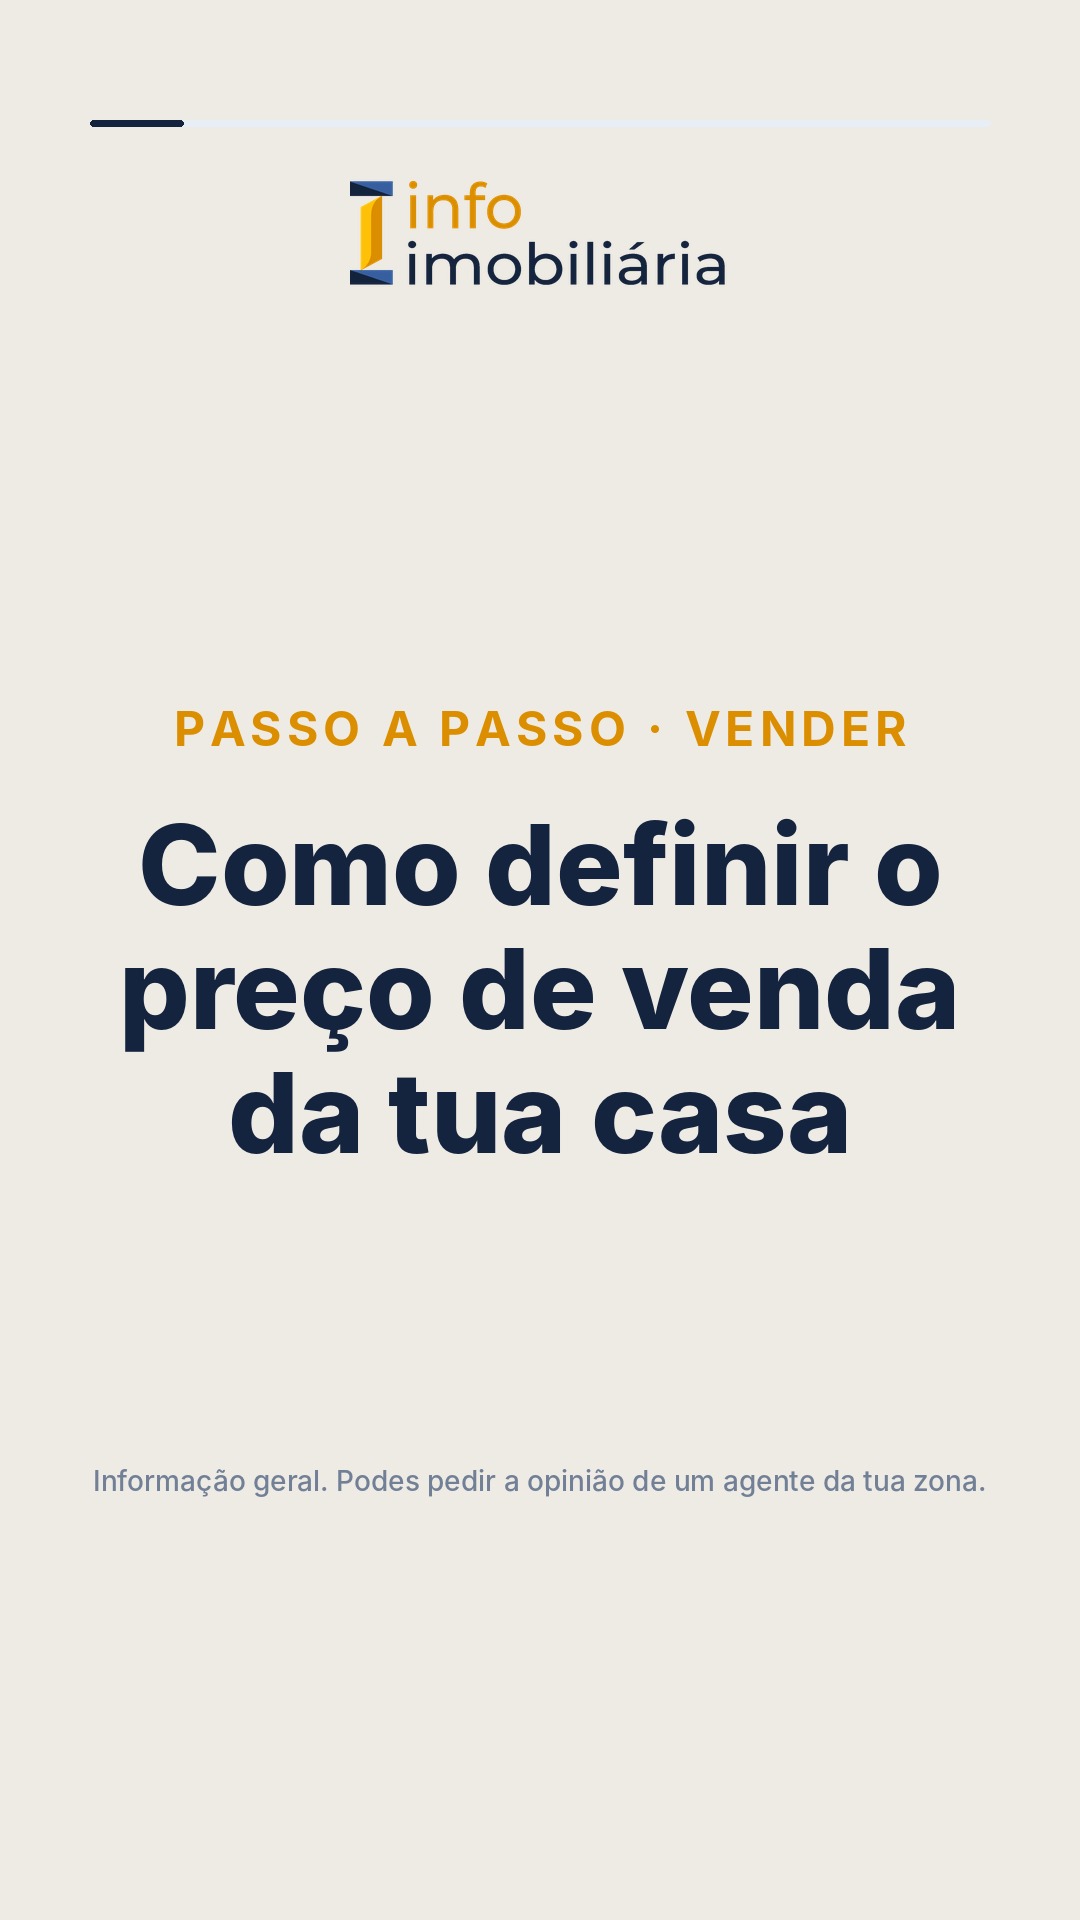 info
imobiliária
PASSO A PASSO · VENDER
Como definir o
preço de venda
da tua casa
Informação geral. Podes pedir a opinião de um agente da tua zona.